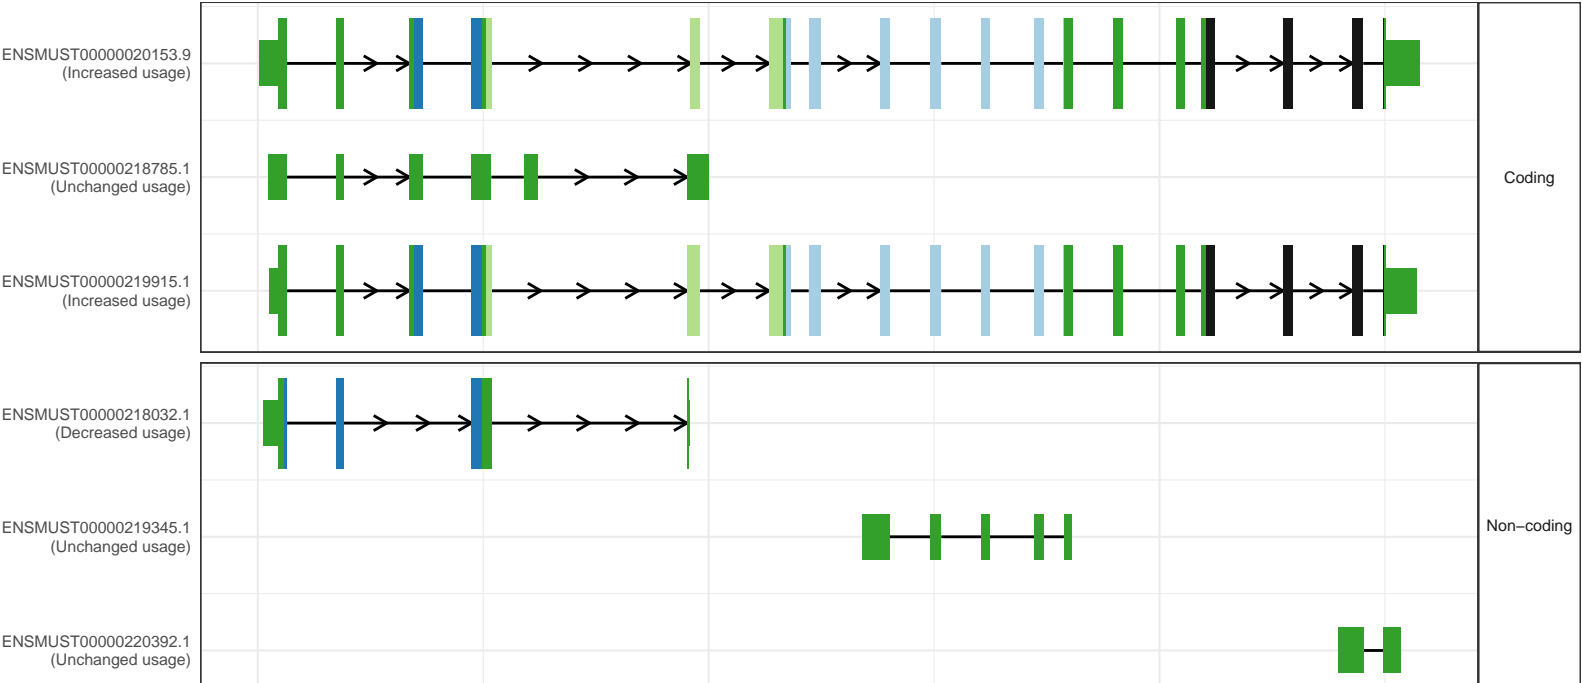 ENSMUST00000020153.9
(Increased usage)
ENSMUST00000218785.1
(Unchanged usage)
Coding
ENSMUST00000219915.1
(Increased usage)
ENSMUST00000218032.1
(Decreased usage)
ENSMUST00000219345.1
(Unchanged usage)
Non−coding
ENSMUST00000220392.1
(Unchanged usage)